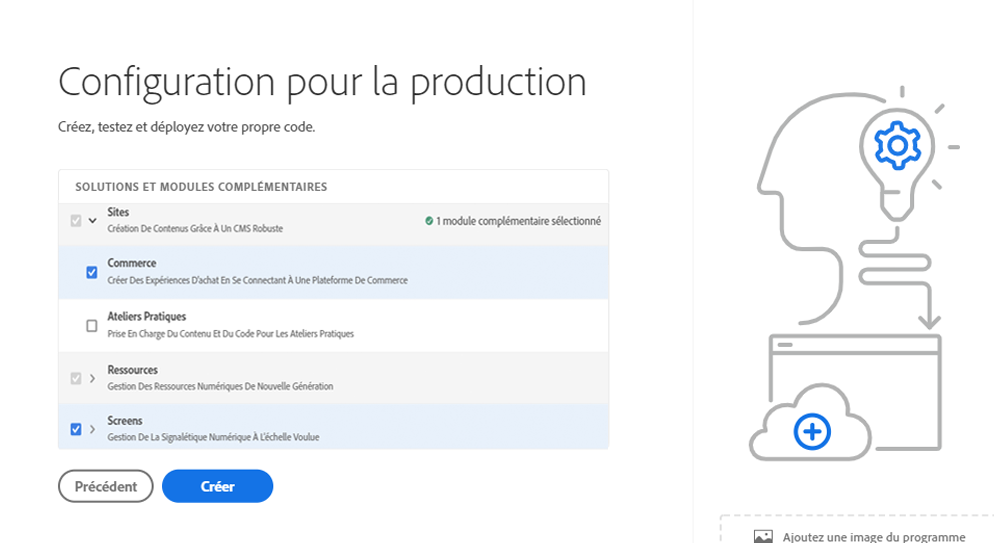 Configuration pour la production
Créez, testez et déployez votre propre code.
SOLUTIONS ET MODULES COMPLÉMENTAIRES
Sites
Création De Contenus Grâce À Un CMS Robuste
1 module complémentaire sélectionné
Commerce
Créer Des Expériences D'achat En Se Connectant À Une Plateforme De Commerce
Ateliers Pratiques
Prise En Charge Du Contenu Et Du Code Pour Les Ateliers Pratiques
Ressources
Gestion Des Ressources Numériques De Nouvelle Génération
Screens
Gestion De La Signalétique Numérique À L'échelle Voulue
Précédent
Créer
Ajoutez une image du programme